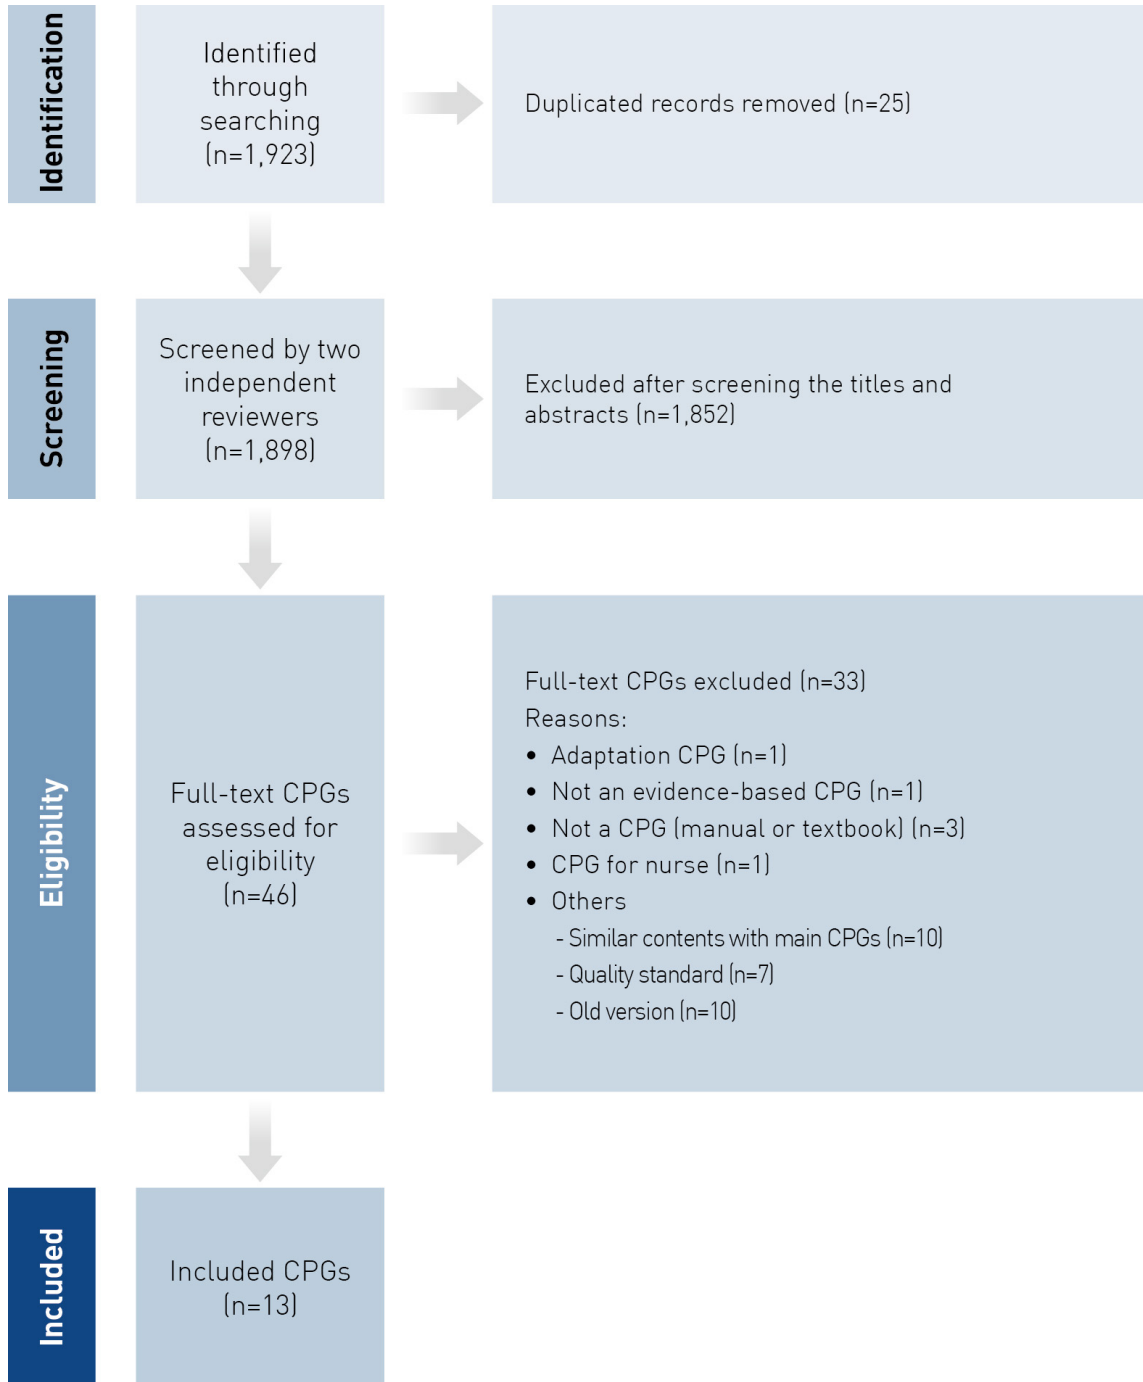 Identification
Identified
through
searching
(n=1,923)
Duplicated records removed (n=25)
Screening
Screened by two
independent
reviewers
(n=1,898)
Excluded after screening the titles and
abstracts (n=1,852)
Eligibility
Full-text CPGs
assessed for
eligibility
(n=46)
Full-text CPGs excluded (n=33)
Reasons:
• Adaptation CPG (n=1)
• Not an evidence-based CPG (n=1)
• Not a CPG (manual or textbook) (n=3)
• CPG for nurse (n=1)
• Others
- Similar contents with main CPGs (n=10)
- Quality standard (n=7)
- Old version (n=10)
Included
Included CPGs
(n=13)